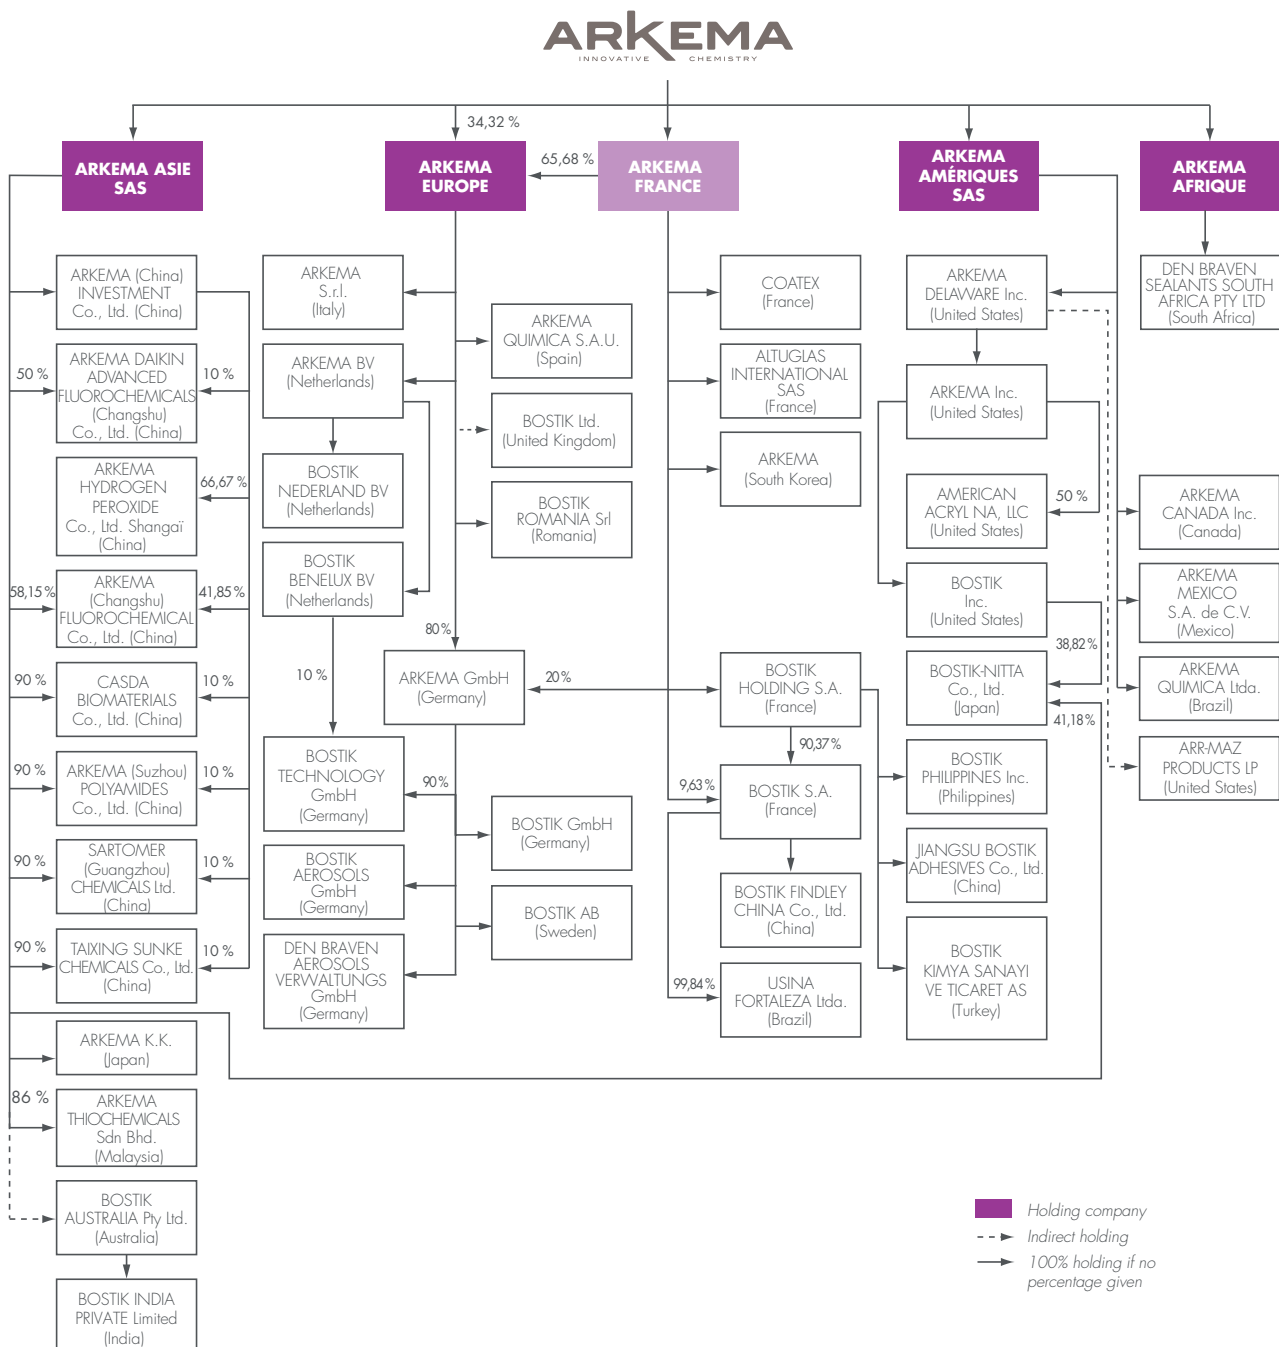 ARKEMA
INNOVATIVE CHEMISTRY
34,32 %
65,68 %
ARKEMA ASIE
SAS
ARKEMA
EUROPE
ARKEMA
FRANCE
ARKEMA
AMÉRIQUES
SAS
ARKEMA
AFRIQUE
ARKEMA (China)
INVESTMENT
Co., Ltd. (China)
50 %
ARKEMA DAIKIN
ADVANCED
FLUOROCHEMICALS
(Changshu)
Co., Ltd. (China)
10 %
ARKEMA
HYDROGEN
PEROXIDE
Co., Ltd. Shangaï
(China)
66,67 %
58,15%
ARKEMA
(Changshu)
FLUOROCHEMICAL
Co., Ltd. (China)
41,85%
90 %
CASDA
BIOMATERIALS
Co., Ltd. (China)
10 %
90 %
ARKEMA (Suzhou)
POLYAMIDES
Co., Ltd. (China)
10 %
90 %
SARTOMER
(Guangzhou)
CHEMICALS Ltd.
(China)
10 %
90 %
TAIXING SUNKE
CHEMICALS Co., Ltd.
(China)
10 %
ARKEMA K.K.
(Japan)
86 %
ARKEMA
THIOCHEMICALS
Sdn Bhd.
(Malaysia)
BOSTIK
AUSTRALIA Pty Ltd.
(Australia)
BOSTIK INDIA
PRIVATE Limited
(India)
ARKEMA
S.r.l.
(Italy)
ARKEMA BV
(Netherlands)
BOSTIK
NEDERLAND BV
(Netherlands)
BOSTIK
BENELUX BV
(Netherlands)
10 %
ARKEMA
QUIMICA S.A.U.
(Spain)
BOSTIK Ltd.
(United Kingdom)
BOSTIK
ROMANIA Srl
(Romania)
80%
ARKEMA GmbH
(Germany)
20%
BOSTIK
TECHNOLOGY
GmbH
(Germany)
90%
BOSTIK GmbH
(Germany)
BOSTIK
AEROSOLS
GmbH
(Germany)
BOSTIK AB
(Sweden)
DEN BRAVEN
AEROSOLS
VERWALTUNGS
GmbH
(Germany)
COATEX
(France)
ALTUGLAS
INTERNATIONAL
SAS
(France)
ARKEMA
(South Korea)
BOSTIK
HOLDING S.A.
(France)
90,37%
9,63%
BOSTIK S.A.
(France)
BOSTIK FINDLEY
CHINA Co., Ltd.
(China)
99,84%
USINA
FORTALEZA Ltda.
(Brazil)
ARKEMA
DELAWARE Inc.
(United States)
ARKEMA Inc.
(United States)
AMERICAN
ACRYL NA, LLC
(United States)
50 %
BOSTIK
Inc.
(United States)
38,82%
BOSTIK-NITTA
Co., Ltd.
(Japan)
41,18%
BOSTIK
PHILIPPINES Inc.
(Philippines)
JIANGSU BOSTIK
ADHESIVES Co., Ltd.
(China)
BOSTIK
KIMYA SANAYI
VE TICARET AS
(Turkey)
DEN BRAVEN
SEALANTS SOUTH
AFRICA PTY LTD
(South Africa)
ARKEMA
CANADA Inc.
(Canada)
ARKEMA
MEXICO
S.A. de C.V.
(Mexico)
ARKEMA
QUIMICA Ltda.
(Brazil)
ARR-MAZ
PRODUCTS LP
(United States)
Holding company
Indirect holding
100% holding if no
percentage given